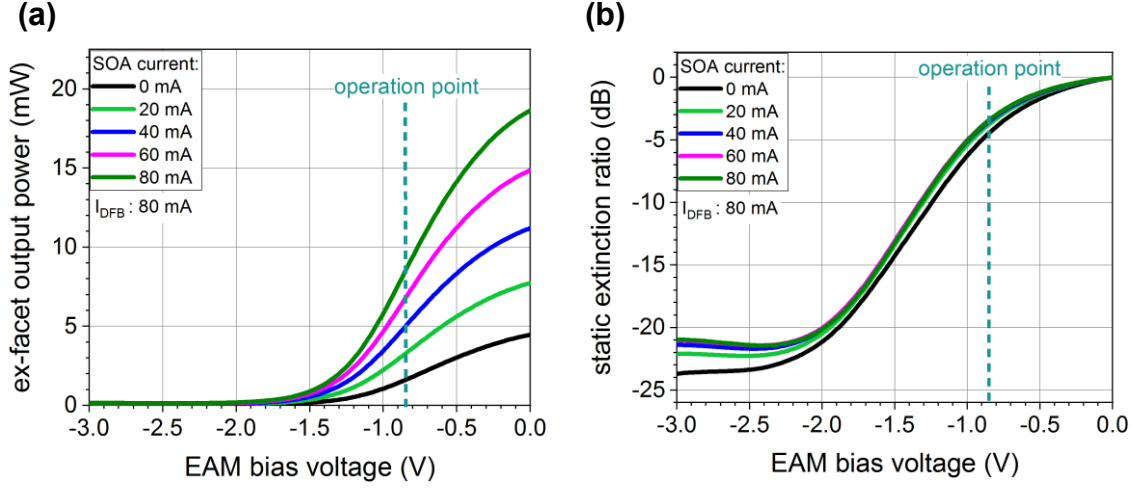 (a)
ex-facet output power (mW)
20
15
10
5
0
SOA current:
0 mA
20 mA
40 mA
60 mA
80 mA
I_DFB : 80 mA
operation point
-3.0 -2.5 -2.0 -1.5 -1.0 -0.5 0.0
EAM bias voltage (V)
(b)
static extinction ratio (dB)
0
-5
-10
-15
-20
-25
SOA current:
0 mA
20 mA
40 mA
60 mA
80 mA
I_DFB : 80 mA
operation point
-3.0 -2.5 -2.0 -1.5 -1.0 -0.5 0.0
EAM bias voltage (V)